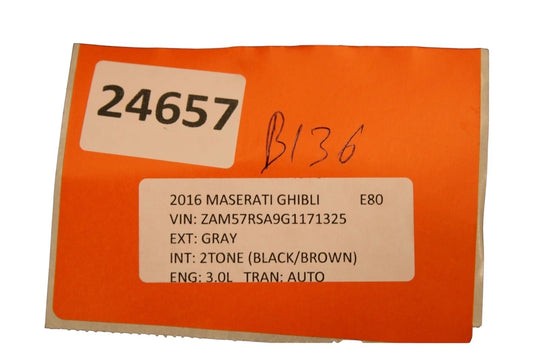 24657
B136
2016 MASERATI GHIBLI E80
VIN: ZAM57RSA9G1171325
EXT: GRAY
INT: 2TONE (BLACK/BROWN)
ENG: 3.0L TRAN: AUTO